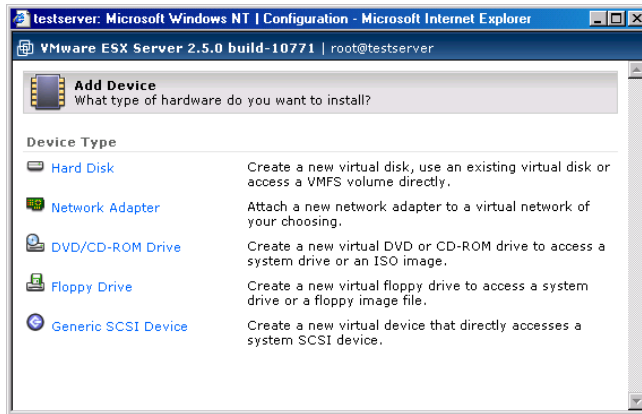 testserver: Microsoft Windows NT | Configuration - Microsoft Internet Explorer
VMware ESX Server 2.5.0 build-10771 | root@testserver
Add Device
What type of hardware do you want to install?
Device Type
Hard Disk
Create a new virtual disk, use an existing virtual disk or
access a VMFS volume directly.
Network Adapter
Attach a new network adapter to a virtual network of
your choosing.
DVD/CD-ROM Drive
Create a new virtual DVD or CD-ROM drive to access a
system drive or an ISO image.
Floppy Drive
Create a new virtual floppy drive to access a system
drive or a floppy image file.
Generic SCSI Device
Create a new virtual device that directly accesses a
system SCSI device.